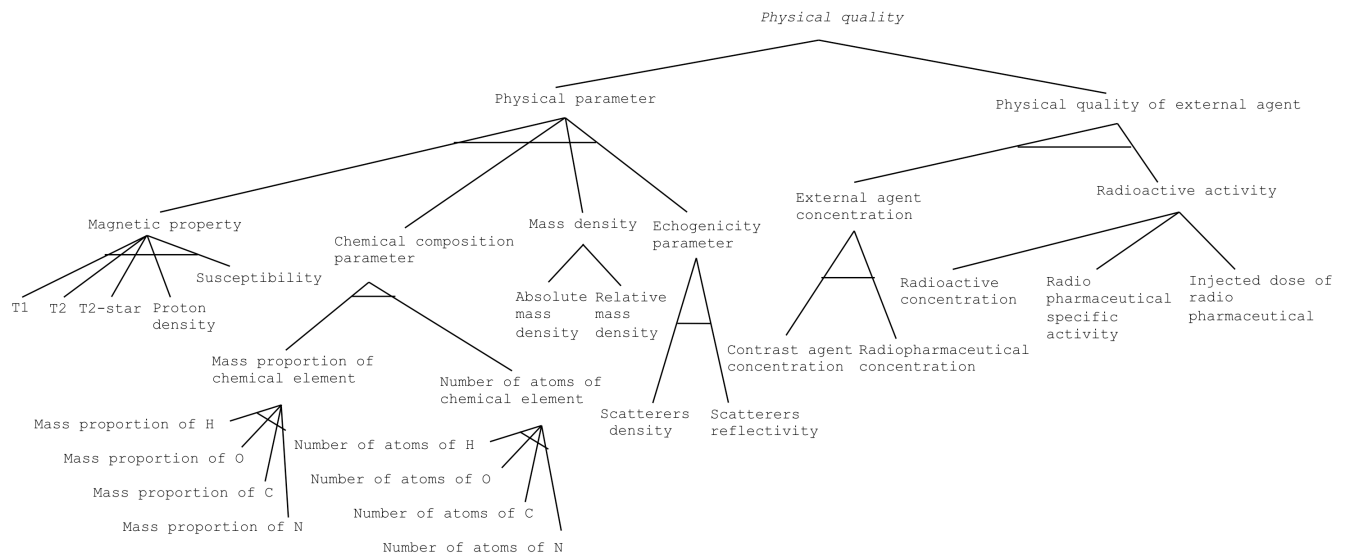 Physical quality
Physical parameter
Physical quality of external agent
Magnetic property
Chemical composition
parameter
Mass density
Echogenicity
parameter
External agent
concentration
Radioactive activity
T1
T2
T2-star
Proton
density
Susceptibility
Absolute
mass
density
Relative
mass
density
Radioactive
concentration
Radio
pharmaceutical
specific
activity
Injected dose of
radio
pharmaceutical
Mass proportion of
chemical element
Number of atoms of
chemical element
Contrast agent
concentration
Radiopharmaceutical
concentration
Scatterers
density
Scatterers
reflectivity
Mass proportion of H
Mass proportion of O
Mass proportion of C
Mass proportion of N
Number of atoms of H
Number of atoms of O
Number of atoms of C
Number of atoms of N